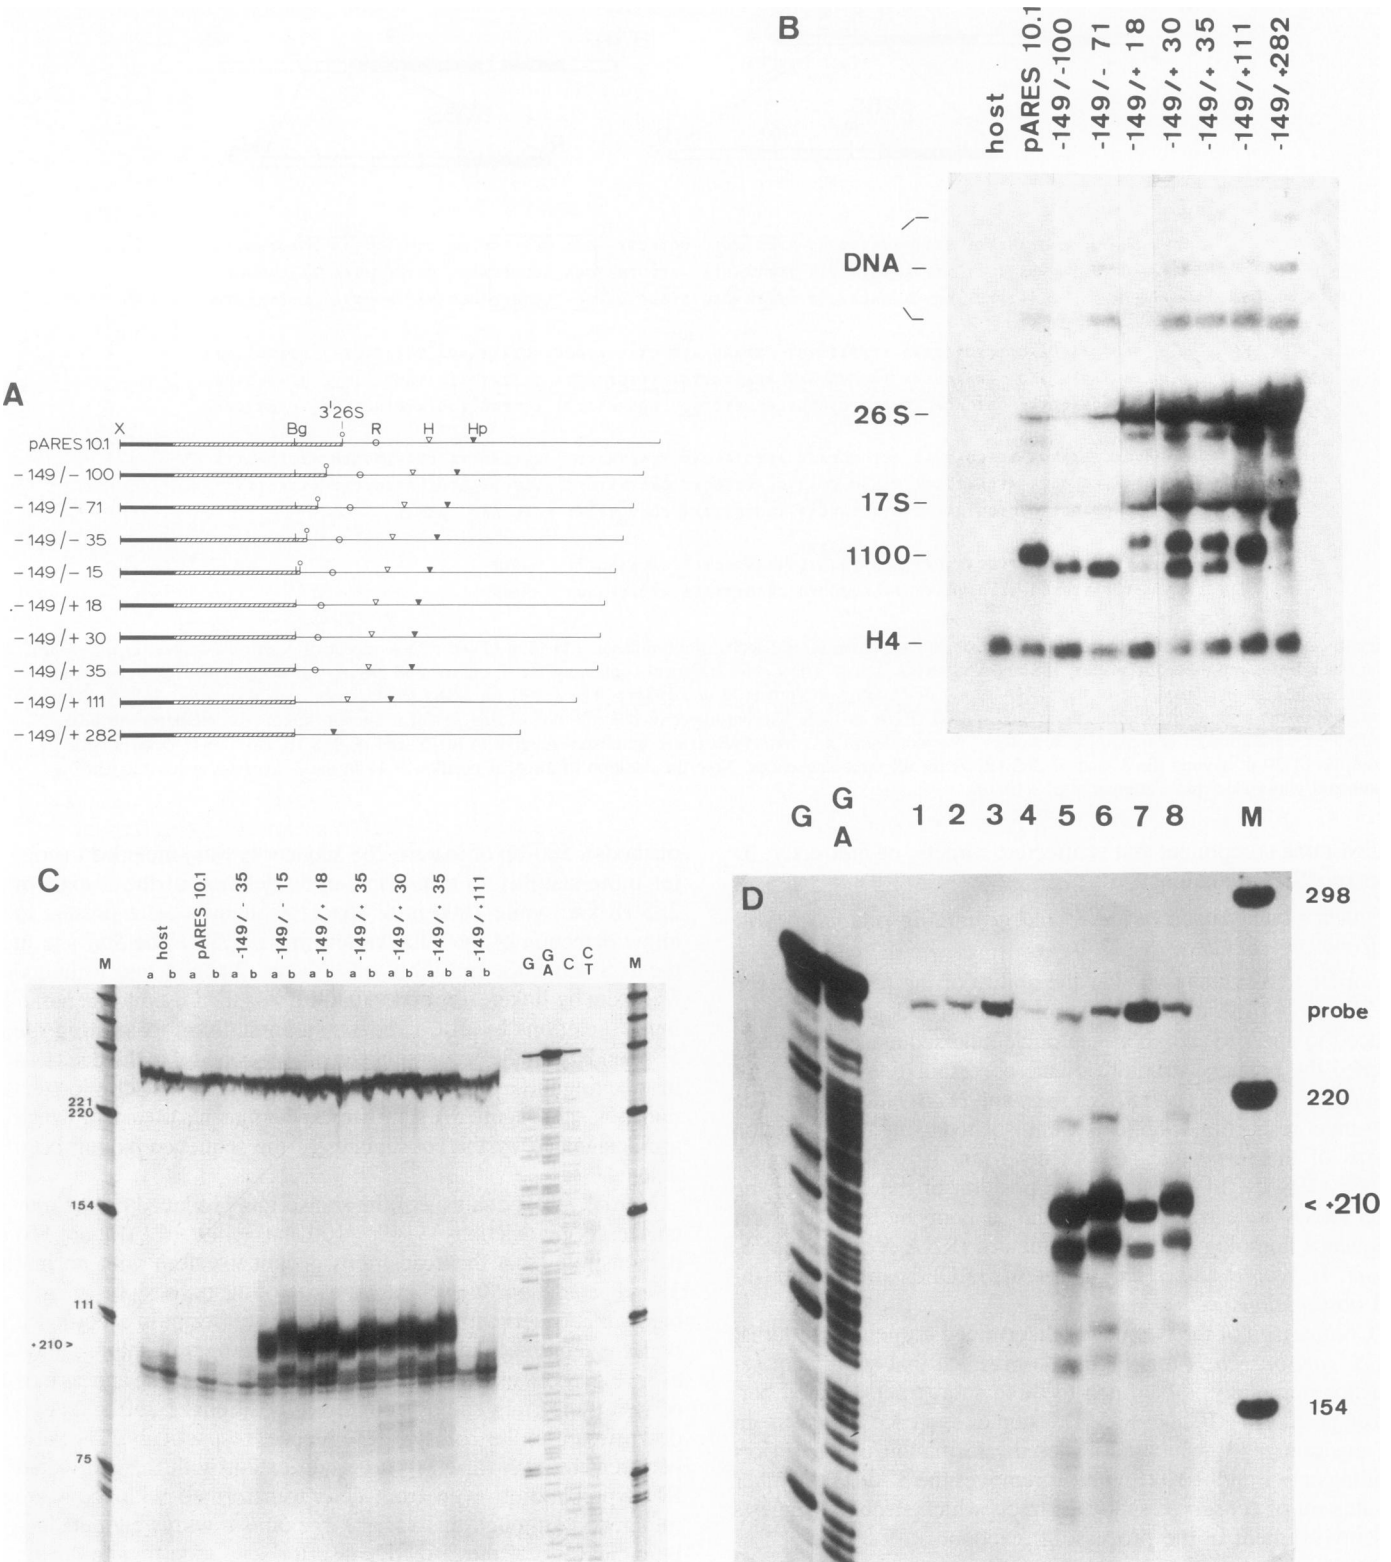 A
3'26S
X Bg R H Hp
pARES 10.1
-149/-100
-149/-71
-149/-35
-149/-15
-149/+18
-149/+30
-149/+35
-149/+111
-149/+282
B
host
pARES 10.1
-149/-100
-149/-71
-149/+18
-149/+30
-149/+35
-149/+111
-149/+282
DNA
26S
17S
1100
H4
C
M
host
pARES 10.1
-149/-35
-149/-15
-149/+18
-149/+35
-149/+30
-149/+35
-149/+111
a b a b a b a b a b a b a b a b a b
G
G
A
C
C
T
M
221
220
154
111
+210>
75
D
G
G
A
1 2 3 4 5 6 7 8 M
298
probe
220
< +210
154